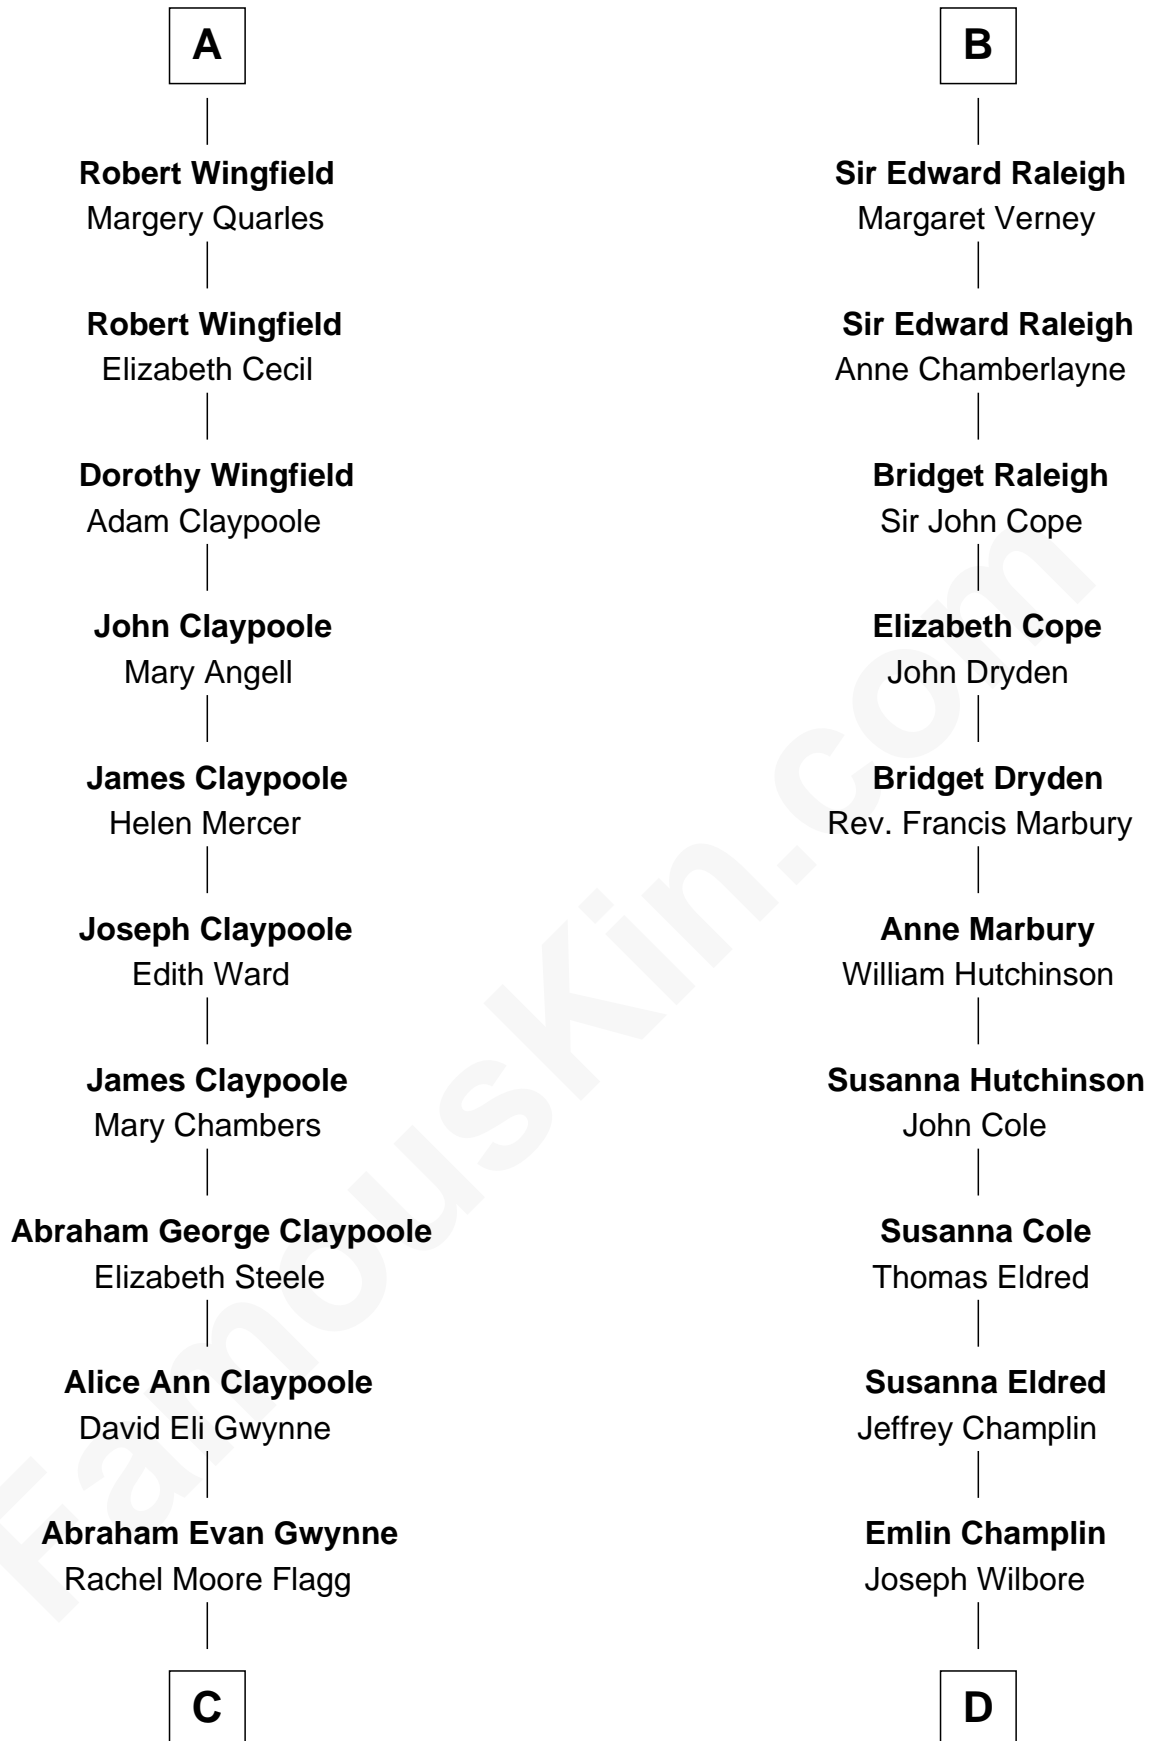 A
Robert Wingfield
Margery Quarles
Robert Wingfield
Elizabeth Cecil
Dorothy Wingfield
Adam Claypoole
John Claypoole
Mary Angell
James Claypoole
Helen Mercer
Joseph Claypoole
Edith Ward
James Claypoole
Mary Chambers
Abraham George Claypoole
Elizabeth Steele
Alice Ann Claypoole
David Eli Gwynne
Abraham Evan Gwynne
Rachel Moore Flagg
C
B
Sir Edward Raleigh
Margaret Verney
Sir Edward Raleigh
Anne Chamberlayne
Bridget Raleigh
Sir John Cope
Elizabeth Cope
John Dryden
Bridget Dryden
Rev. Francis Marbury
Anne Marbury
William Hutchinson
Susanna Hutchinson
John Cole
Susanna Cole
Thomas Eldred
Susanna Eldred
Jeffrey Champlin
Emlin Champlin
Joseph Wilbore
D
FamousKin.com